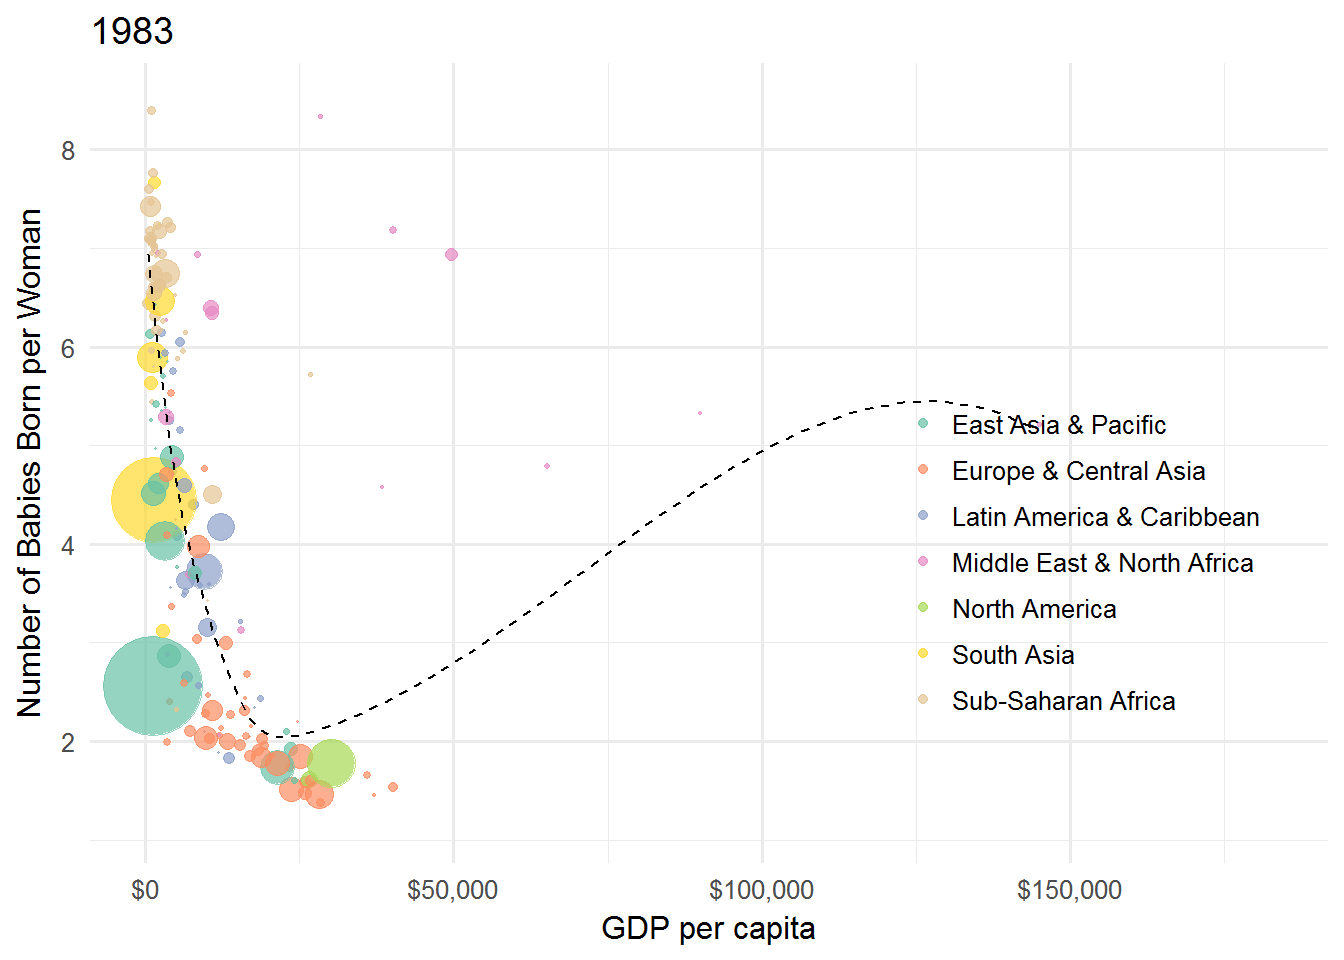 1983
Number of Babies Born per Woman
8
6
4
2
East Asia & Pacific
Europe & Central Asia
Latin America & Caribbean
Middle East & North Africa
North America
South Asia
Sub-Saharan Africa
$0
$50,000
$100,000
$150,000
GDP per capita